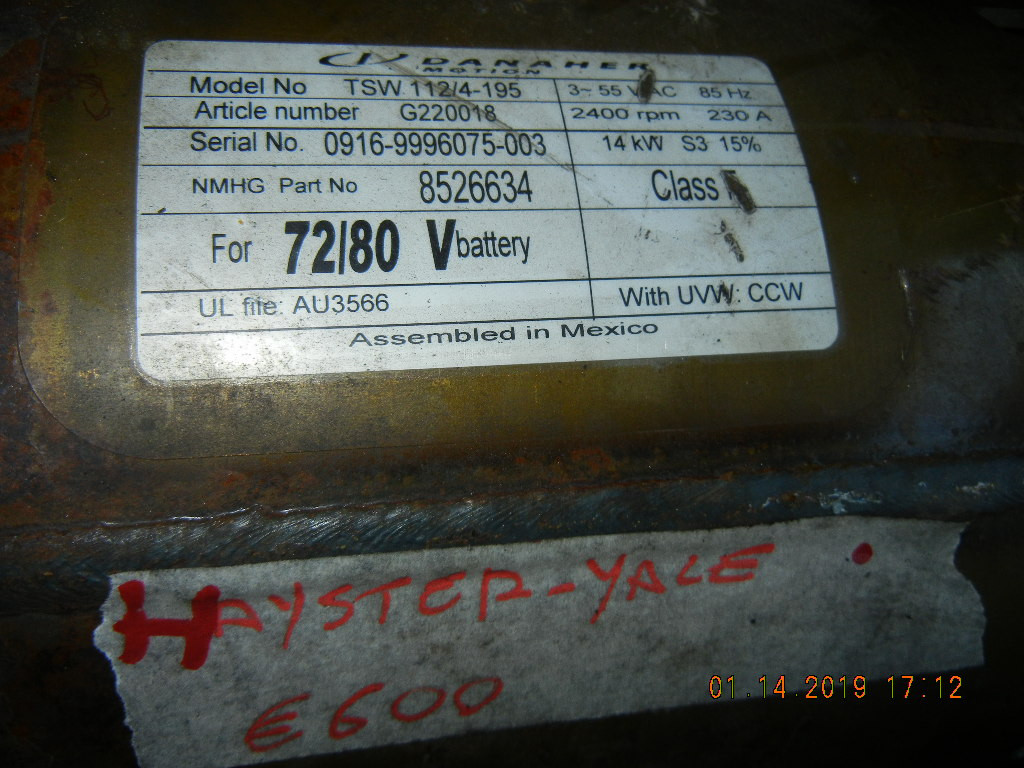 DANAHER
MOTION
Model No TSW 112/4-195 3~ 55 VAC 85 Hz
Article number G220018 2400 rpm 230 A
Serial No. 0916-9996075-003 14 kW S3 15%
NMHG Part No 8526634 Class
For 72/80 V battery
UL file: AU3566 With UVW: CCW
Assembled in Mexico
HAYSTER-YALE
E600
01.14.2019 17:12